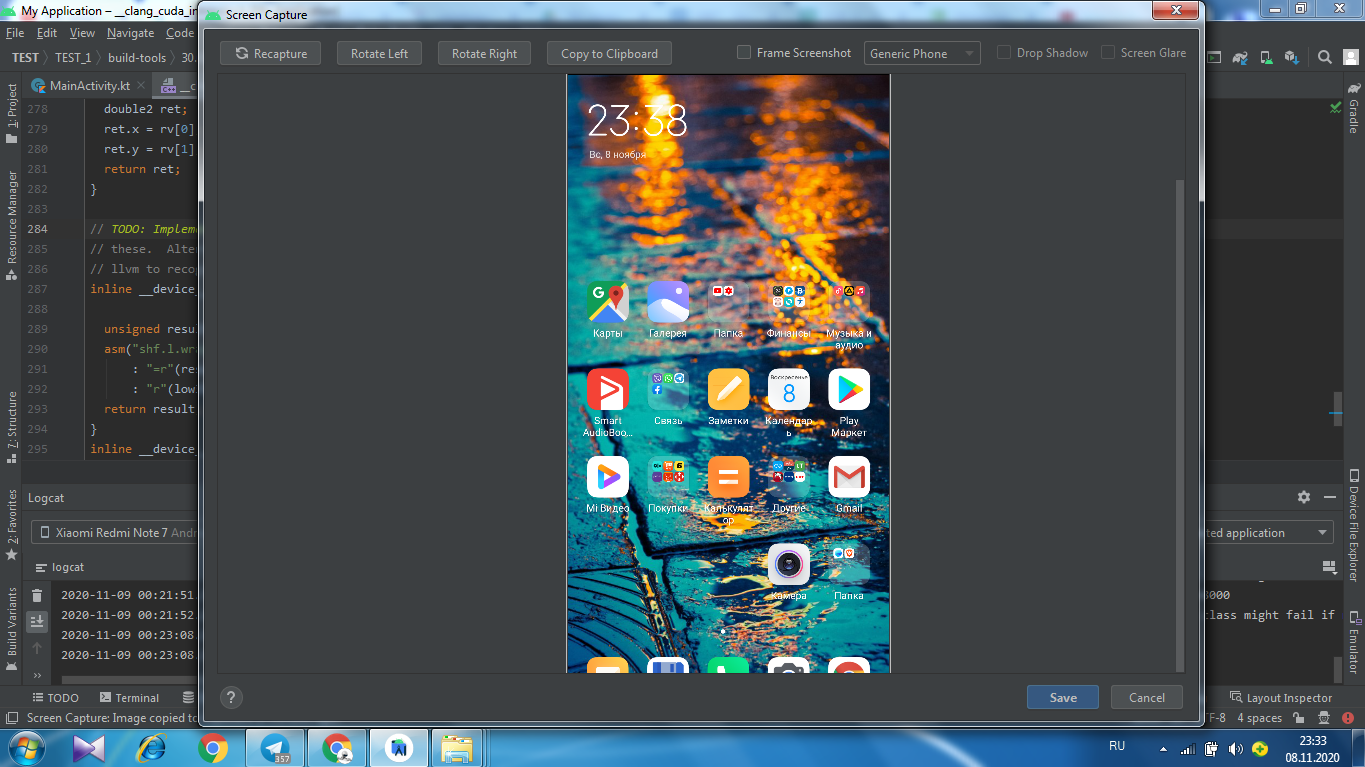 My Application – __clang_cuda_in
Screen Capture
File Edit View Navigate Code
Recapture Rotate Left Rotate Right Copy to Clipboard Frame Screenshot Generic Phone Drop Shadow Screen Glare
TEST TEST_1 build-tools 30.
MainActivity.kt __c
1: Project
Resource Manager
7: Structure
2: Favorites
Build Variants
278 double2 ret;
279 ret.x = rv[0]
280 ret.y = rv[1]
281 return ret;
282 }
283
284 // TODO: Impleme
285 // these. Alte
286 // llvm to reco
287 inline __device_
288
289 unsigned resu
290 asm("shf.l.wra
291 : "=r"(re
292 : "r"(low
293 return result
294 }
295 inline __device_
23:38
Вс, 8 ноября
Карты Галерея Папка Финансы Музыка и аудио
Воскресенье
8
Smart AudioBoo... Связь Заметки Календарь Play Маркет
Mi Видео Покупки Калькулятор Другие Gmail
Камера Папка
Gradle
Device File Explorer
Emulator
Logcat
Xiaomi Redmi Note 7 Andr
ted application
logcat
2020-11-09 00:21:51
2020-11-09 00:21:52
2020-11-09 00:23:08
2020-11-09 00:23:08
8000
class might fail if
? Save Cancel
TODO Terminal Layout Inspector
Screen Capture: Image copied to
TF-8 4 spaces
357
RU
23:33
08.11.2020